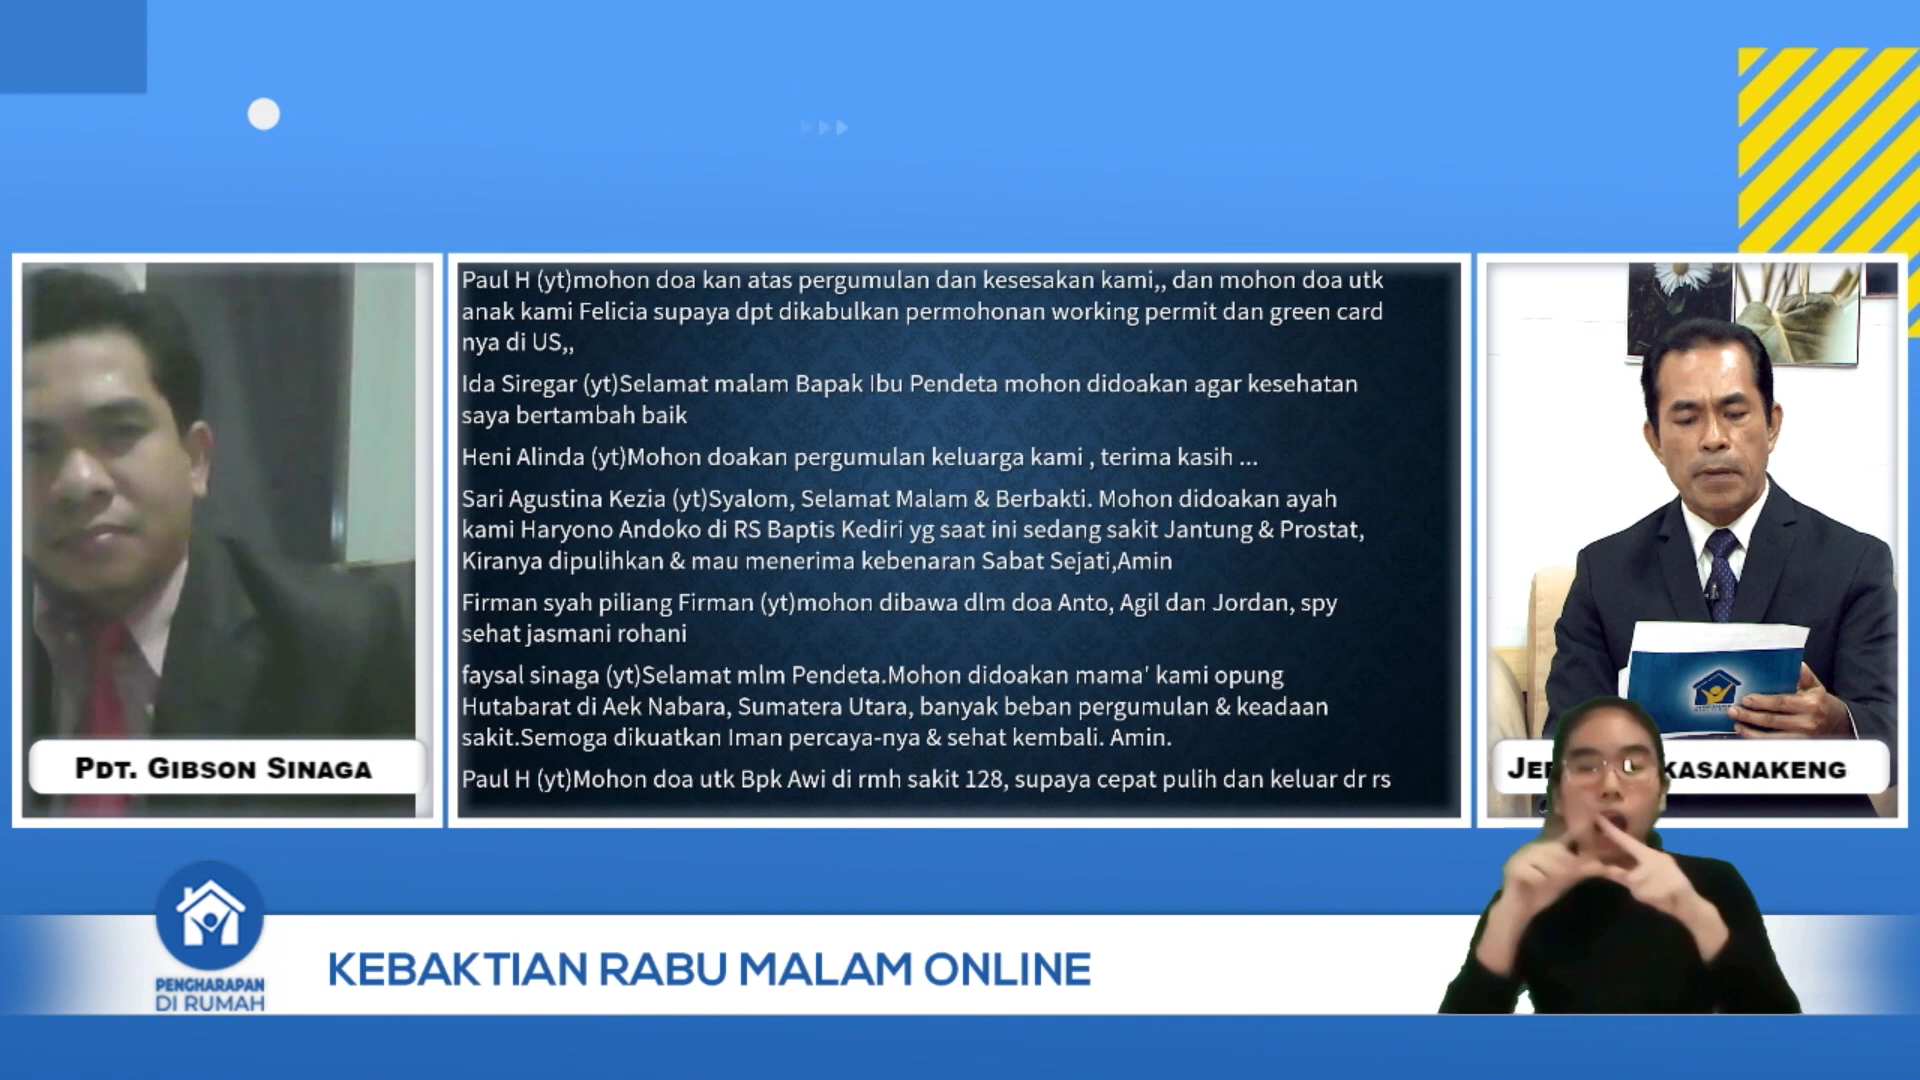 Paul H (yt)mohon doa kan atas pergumulan dan kesesakan kami,, dan mohon doa utk
anak kami Felicia supaya dpt dikabulkan permohonan working permit dan green card
nya di US,,
Ida Siregar (yt)Selamat malam Bapak Ibu Pendeta mohon didoakan agar kesehatan
saya bertambah baik
Heni Alinda (yt)Mohon doakan pergumulan keluarga kami , terima kasih ...
Sari Agustina Kezia (yt)Syalom, Selamat Malam & Berbakti. Mohon didoakan ayah
kami Haryono Andoko di RS Baptis Kediri yg saat ini sedang sakit Jantung & Prostat,
Kiranya dipulihkan & mau menerima kebenaran Sabat Sejati,Amin
Firman syah piliang Firman (yt)mohon dibawa dlm doa Anto, Agil dan Jordan, spy
sehat jasmani rohani
faysal sinaga (yt)Selamat mlm Pendeta.Mohon didoakan mama' kami opung
Hutabarat di Aek Nabara, Sumatera Utara, banyak beban pergumulan & keadaan
sakit.Semoga dikuatkan Iman percaya-nya & sehat kembali. Amin.
Paul H (yt)Mohon doa utk Bpk Awi di rmh sakit 128, supaya cepat pulih dan keluar dr rs
PDT. GIBSON SINAGA
KEBAKTIAN RABU MALAM ONLINE
PENGHARAPAN
DI RUMAH